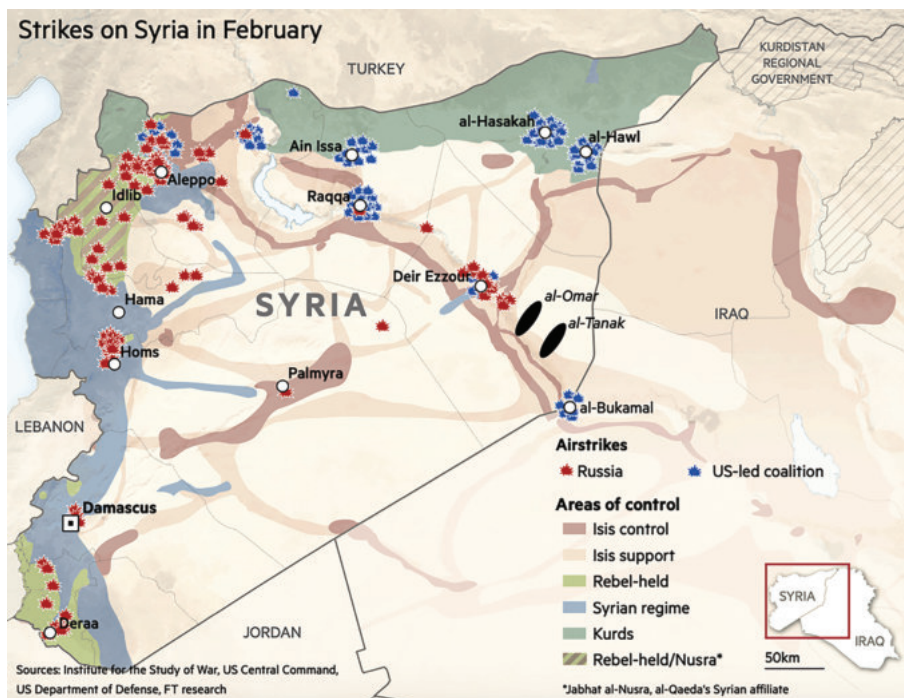 Strikes on Syria in February
TURKEY
KURDISTAN
REGIONAL
GOVERNMENT
al-Hasakah
al-Hawl
Ain Issa
Aleppo
Idlib
Raqqa
Deir Ezzour
al-Omar
al-Tanak
Hama
SYRIA
IRAQ
Homs
Palmyra
al-Bukamal
LEBANON
Airstrikes
Russia
US-led coalition
Damascus
Areas of control
Isis control
Isis support
Rebel-held
Syrian regime
Kurds
Rebel-held/Nusra*
Deraa
JORDAN
SYRIA
IRAQ
50km
Sources: Institute for the Study of War, US Central Command,
US Department of Defense, FT research
*Jabhat al-Nusra, al-Qaeda's Syrian affiliate